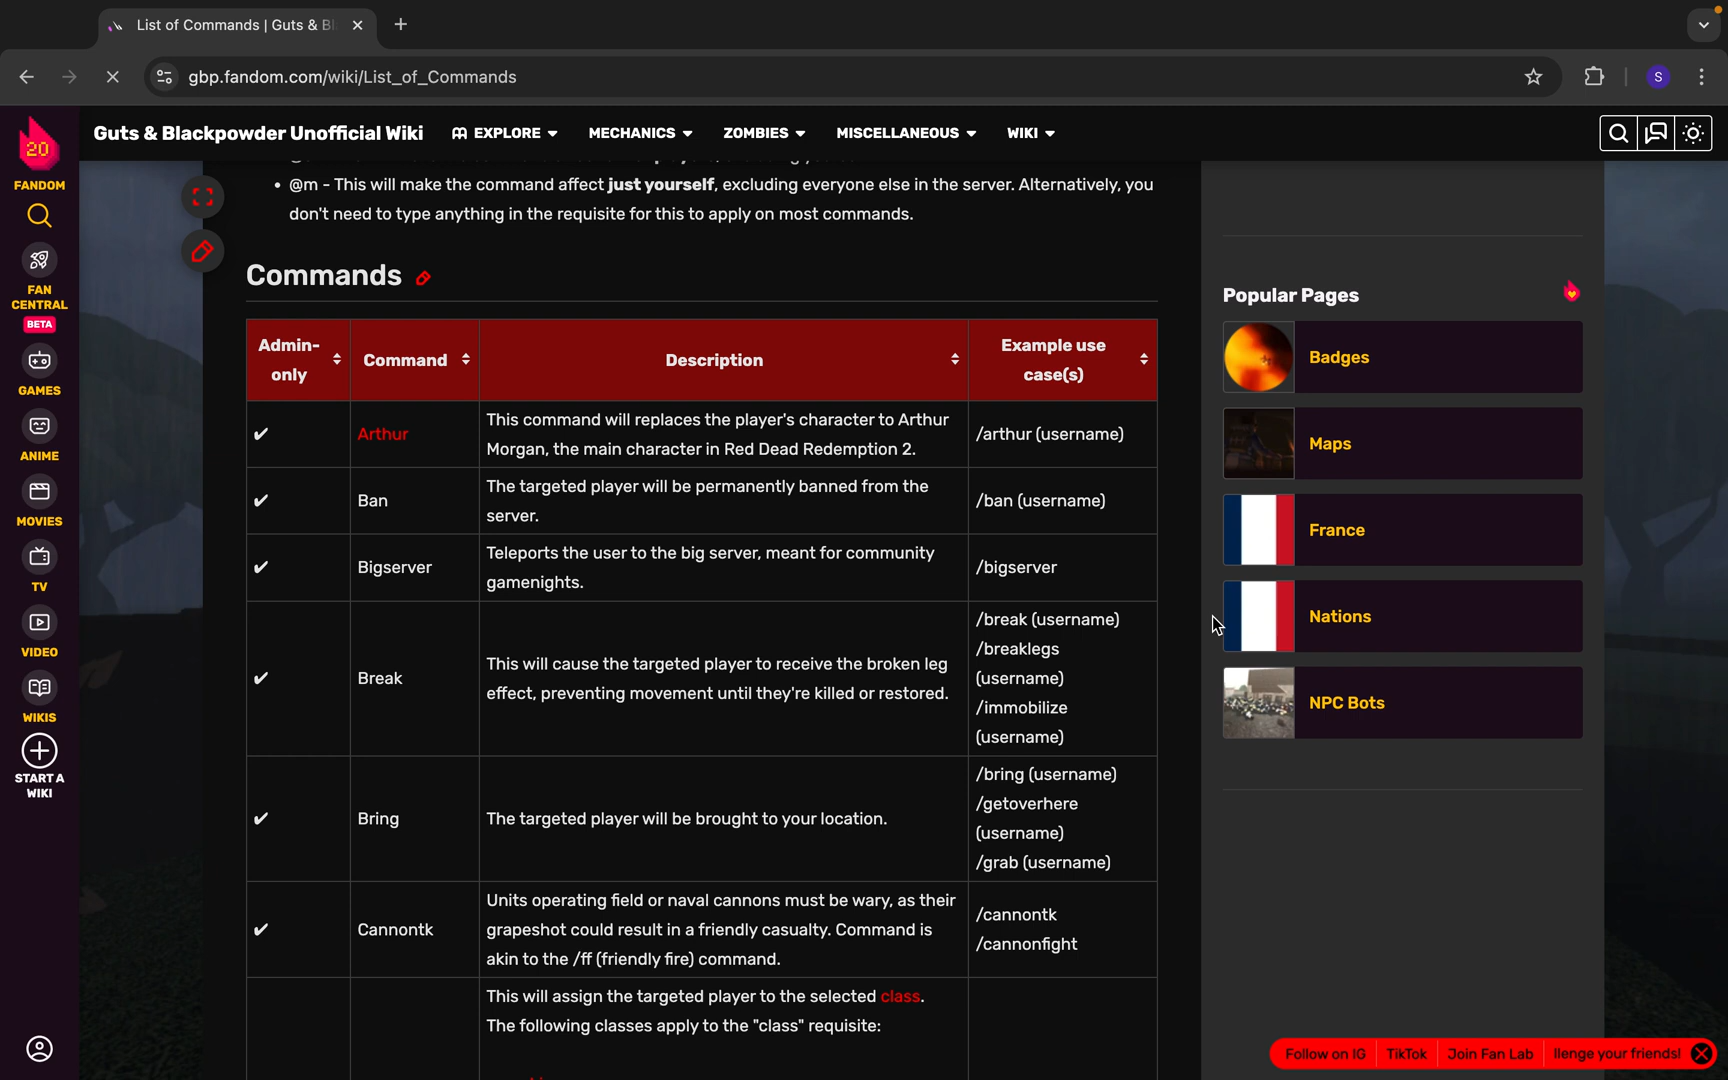 List of Commands | Guts & Bl
gbp.fandom.com/wiki/List_of_Commands
S
20
FANDOM
FAN
CENTRAL
BETA
GAMES
ANIME
MOVIES
TV
VIDEO
WIKIS
START A
WIKI
Guts & Blackpowder Unofficial Wiki
EXPLORE
MECHANICS
ZOMBIES
MISCELLANEOUS
WIKI
• @m - This will make the command affect just yourself, excluding everyone else in the server. Alternatively, you
don't need to type anything in the requisite for this to apply on most commands.
Commands
Admin-
only
Command
Description
Example use
case(s)
✔
Arthur
This command will replaces the player's character to Arthur
Morgan, the main character in Red Dead Redemption 2.
/arthur (username)
✔
Ban
The targeted player will be permanently banned from the
server.
/ban (username)
✔
Bigserver
Teleports the user to the big server, meant for community
gamenights.
/bigserver
✔
Break
This will cause the targeted player to receive the broken leg
effect, preventing movement until they're killed or restored.
/break (username)
/breaklegs
(username)
/immobilize
(username)
✔
Bring
The targeted player will be brought to your location.
/bring (username)
/getoverhere
(username)
/grab (username)
✔
Cannontk
Units operating field or naval cannons must be wary, as their
grapeshot could result in a friendly casualty. Command is
akin to the /ff (friendly fire) command.
/cannontk
/cannonfight
This will assign the targeted player to the selected class.
The following classes apply to the "class" requisite:
Popular Pages
Badges
Maps
France
Nations
NPC Bots
Follow on IG
TikTok
Join Fan Lab
llenge your friends!